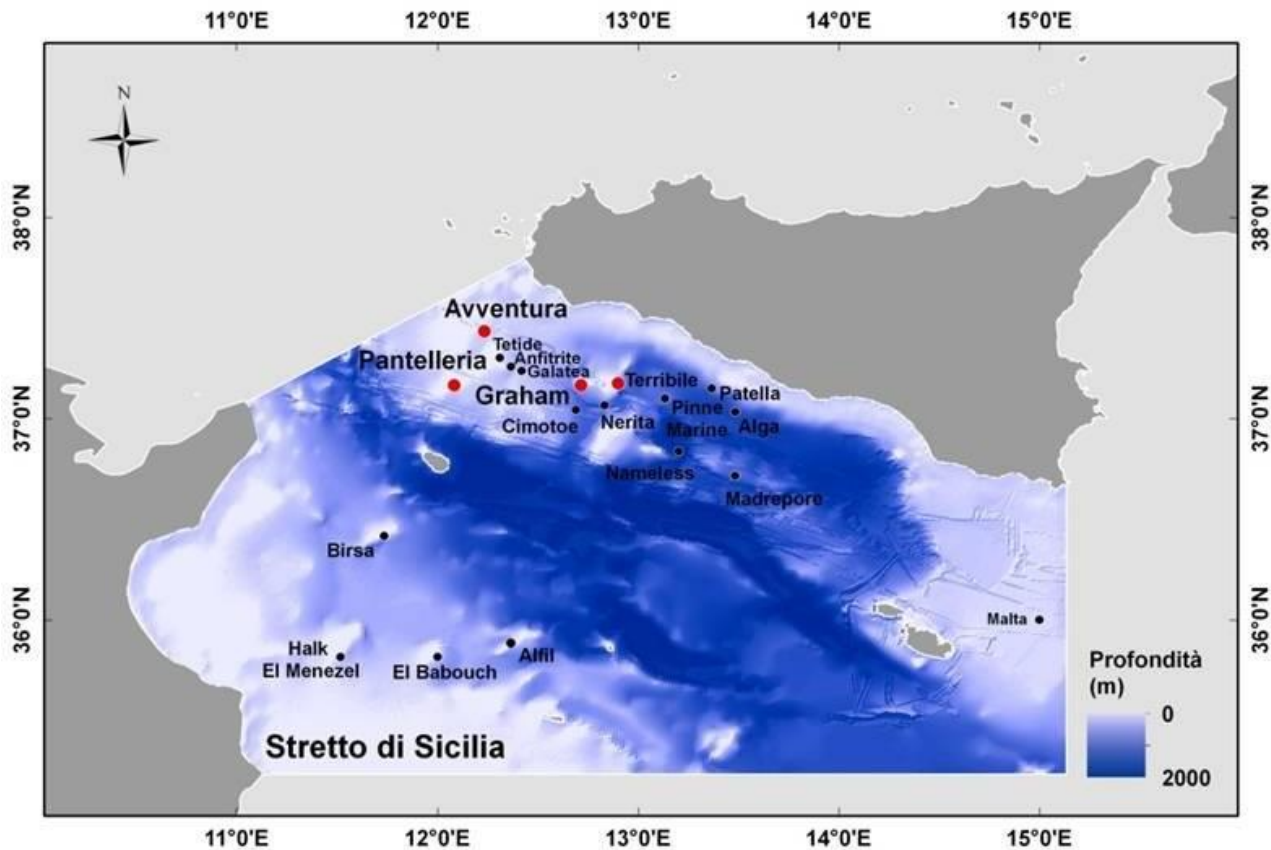 11°0'E 12°0'E 13°0'E 14°0'E 15°0'E
N
38°0'N 38°0'N
Avventura
Tetide
Pantelleria Anfitrite
Galatea
Terribile
Graham Patella
Pinne
Cimotoe Nerita Marine Alga
37°0'N 37°0'N
Nameless
Madrepore
Birsa
36°0'N 36°0'N
Malta
Halk
El Menezel
El Babouch
Alfil
Profondità
(m)
0
2000
Stretto di Sicilia
11°0'E 12°0'E 13°0'E 14°0'E 15°0'E